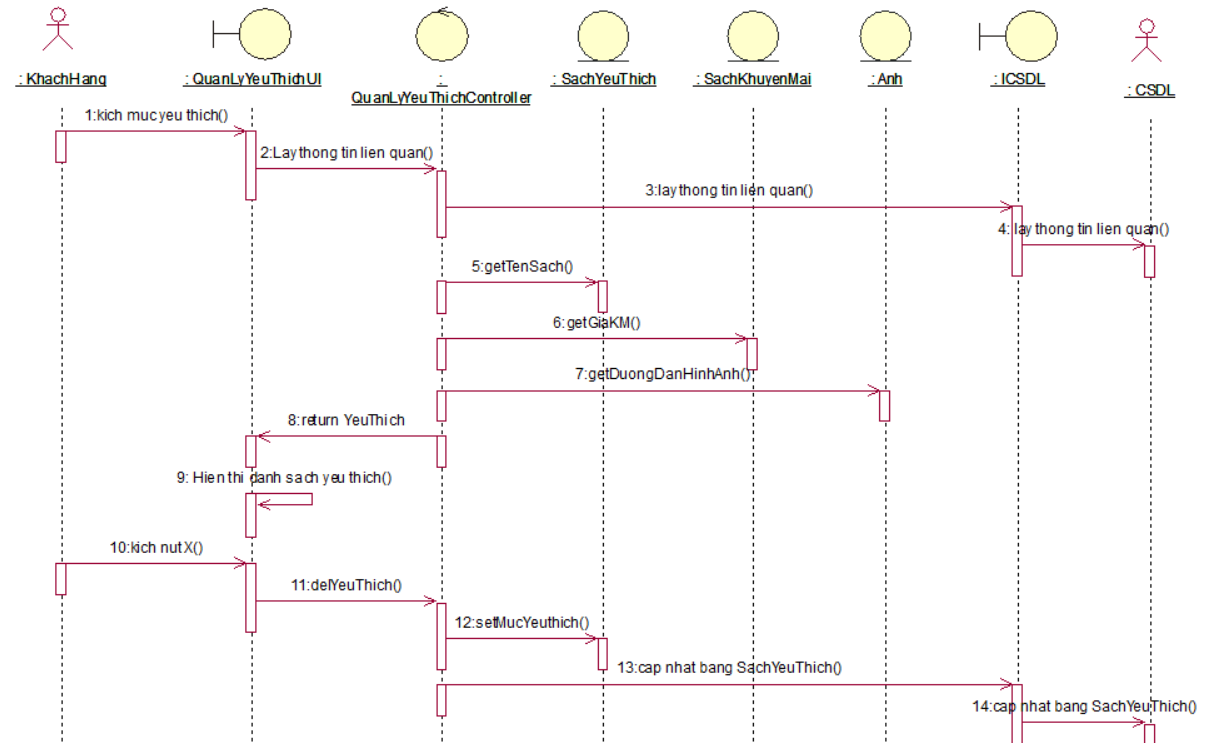 : KhachHang
: QuanLyYeuThichUI
:
QuanLyYeuThichController
: SachYeuThich
: SachKhuyenMai
: Anh
: ICSDL
: CSDL
1:kich muc yeu thich()
2:Lay thong tin lien quan()
3:lay thong tin lien quan()
4: lay thong tin lien quan()
5:getTenSach()
6:getGiaKM()
7:getDuongDanHinhAnh()
8:return YeuThich
9: Hien thi danh sach yeu thich()
10:kich nut X()
11:delYeuThich()
12:setMucYeuthich()
13:cap nhat bang SachYeuThich()
14:cap nhat bang SachYeuThich()